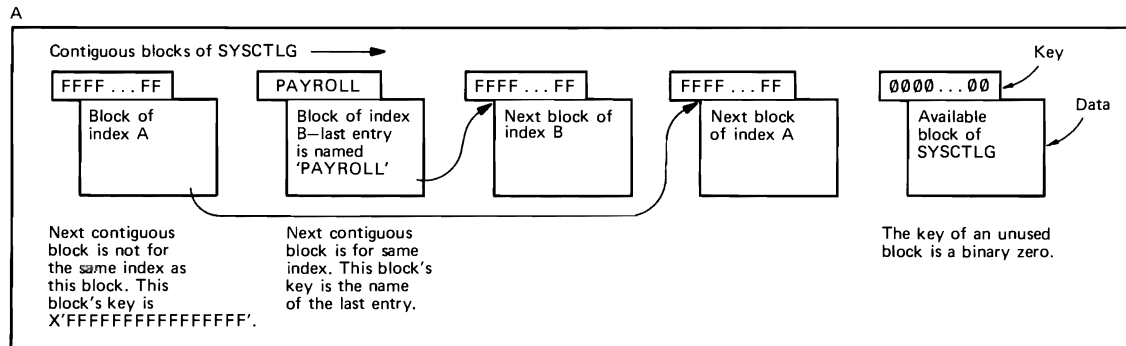 A
Contiguous blocks of SYSCTLG
Key
FFFF ... FF
PAYROLL
FFFF ... FF
FFFF ... FF
0000...00
Data
Block of
index A
Block of index
B—last entry
is named
'PAYROLL'
Next block of
index B
Next block
of index A
Available
block of
SYSCTLG
Next contiguous
block is not for
the same index as
this block. This
block's key is
X'FFFFFFFFFFFFFFFF'.
Next contiguous
block is for same
index. This block's
key is the name
of the last entry.
The key of an unused
block is a binary zero.